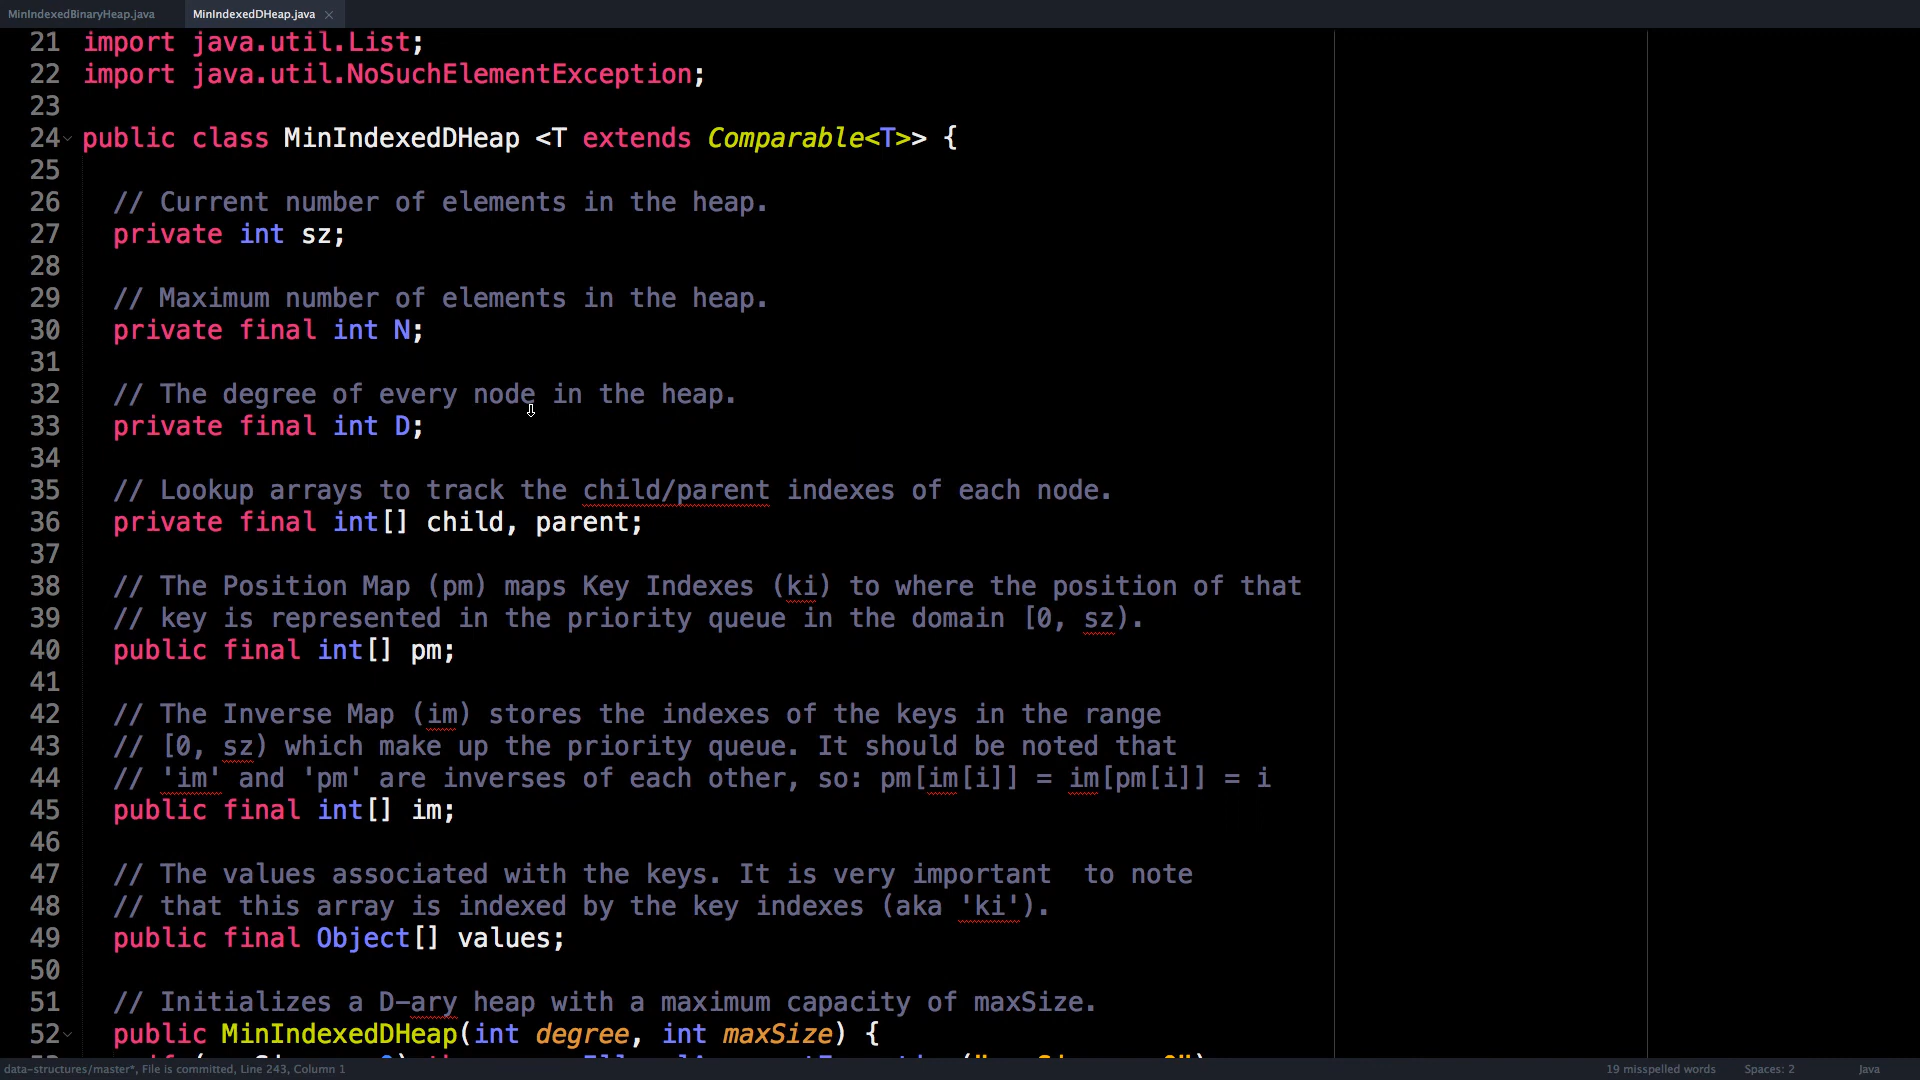 MinIndexedBinaryHeap.java
MinIndexedDHeap.java ×
21 import java.util.List;
22 import java.util.NoSuchElementException;
23
24 public class MinIndexedDHeap <T extends Comparable<T>> {
25
26 // Current number of elements in the heap.
27 private int sz;
28
29 // Maximum number of elements in the heap.
30 private final int N;
31
32 // The degree of every node in the heap.
33 private final int D;
34
35 // Lookup arrays to track the child/parent indexes of each node.
36 private final int[] child, parent;
37
38 // The Position Map (pm) maps Key Indexes (ki) to where the position of that
39 // key is represented in the priority queue in the domain [0, sz).
40 public final int[] pm;
41
42 // The Inverse Map (im) stores the indexes of the keys in the range
43 // [0, sz) which make up the priority queue. It should be noted that
44 // 'im' and 'pm' are inverses of each other, so: pm[im[i]] = im[pm[i]] = i
45 public final int[] im;
46
47 // The values associated with the keys. It is very important  to note
48 // that this array is indexed by the key indexes (aka 'ki').
49 public final Object[] values;
50
51 // Initializes a D-ary heap with a maximum capacity of maxSize.
52 public MinIndexedDHeap(int degree, int maxSize) {
data-structures/master*, File is committed, Line 243, Column 1
19 misspelled words
Spaces: 2
Java